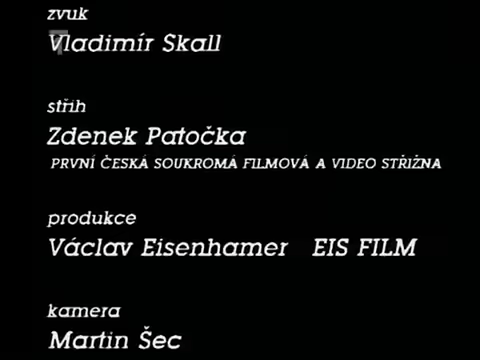 zvuk
Vladimír Skall
střih
Zdenek Patočka
PRVNÍ ČESKÁ SOUKROMÁ FILMOVÁ A VIDEO STŘIŽNA
produkce
Václav Eisenhamer EIS FILM
kamera
Martin Šec